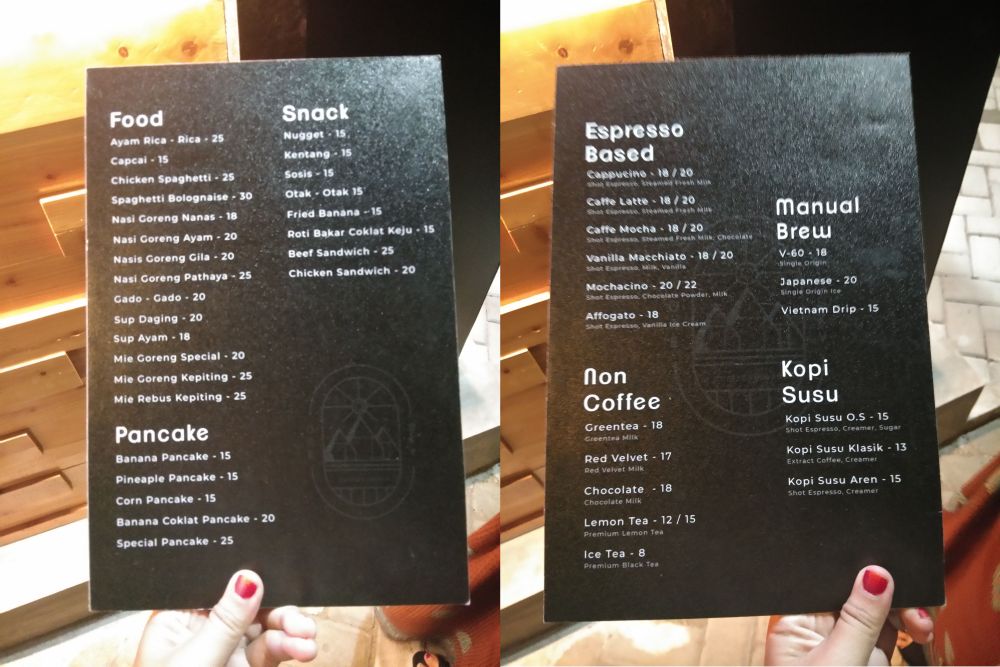 Food
Ayam Rica - Rica - 25
Capcai - 15
Chicken Spaghetti - 25
Spaghetti Bolognaise - 30
Nasi Goreng Nanas - 18
Nasi Goreng Ayam - 20
Nasis Goreng Gila - 20
Nasi Goreng Pathaya - 25
Gado - Gado - 20
Sup Daging - 20
Sup Ayam - 18
Mie Goreng Special - 20
Mie Goreng Kepiting - 25
Mie Rebus Kepiting - 25
Pancake
Banana Pancake - 15
Pineaple Pancake - 15
Corn Pancake - 15
Banana Coklat Pancake - 20
Special Pancake - 25
Snack
Nugget - 15
Kentang - 15
Sosis - 15
Otak - Otak 15
Fried Banana - 15
Roti Bakar Coklat Keju - 15
Beef Sandwich - 25
Chicken Sandwich - 20
Espresso
Based
Cappucino - 18 / 20
Shot Espresso, Steamed Fresh Milk
Caffe Latte - 18 / 20
Shot Espresso, Steamed Fresh Milk
Caffe Mocha - 18 / 20
Shot Espresso, Steamed Fresh Milk, Chocolate
Vanilla Macchiato - 18 / 20
Shot Espresso, Milk, Vanilla
Mochacino - 20 / 22
Shot Espresso, Chocolate Powder, Milk
Affogato - 18
Shot Espresso, Vanilla Ice Cream
Non
Coffee
Greentea - 18
Greentea Milk
Red Velvet - 17
Red Velvet Milk
Chocolate - 18
Chocolate Milk
Lemon Tea - 12 / 15
Premium Lemon Tea
Ice Tea - 8
Premium Black Tea
Manual
Brew
V-60 - 18
Single Origin
Japanese - 20
Single Origin Ice
Vietnam Drip - 15
Kopi
Susu
Kopi Susu O.S - 15
Shot Espresso, Creamer, Sugar
Kopi Susu Klasik - 13
Extract Coffee, Creamer
Kopi Susu Aren - 15
Shot Espresso, Creamer